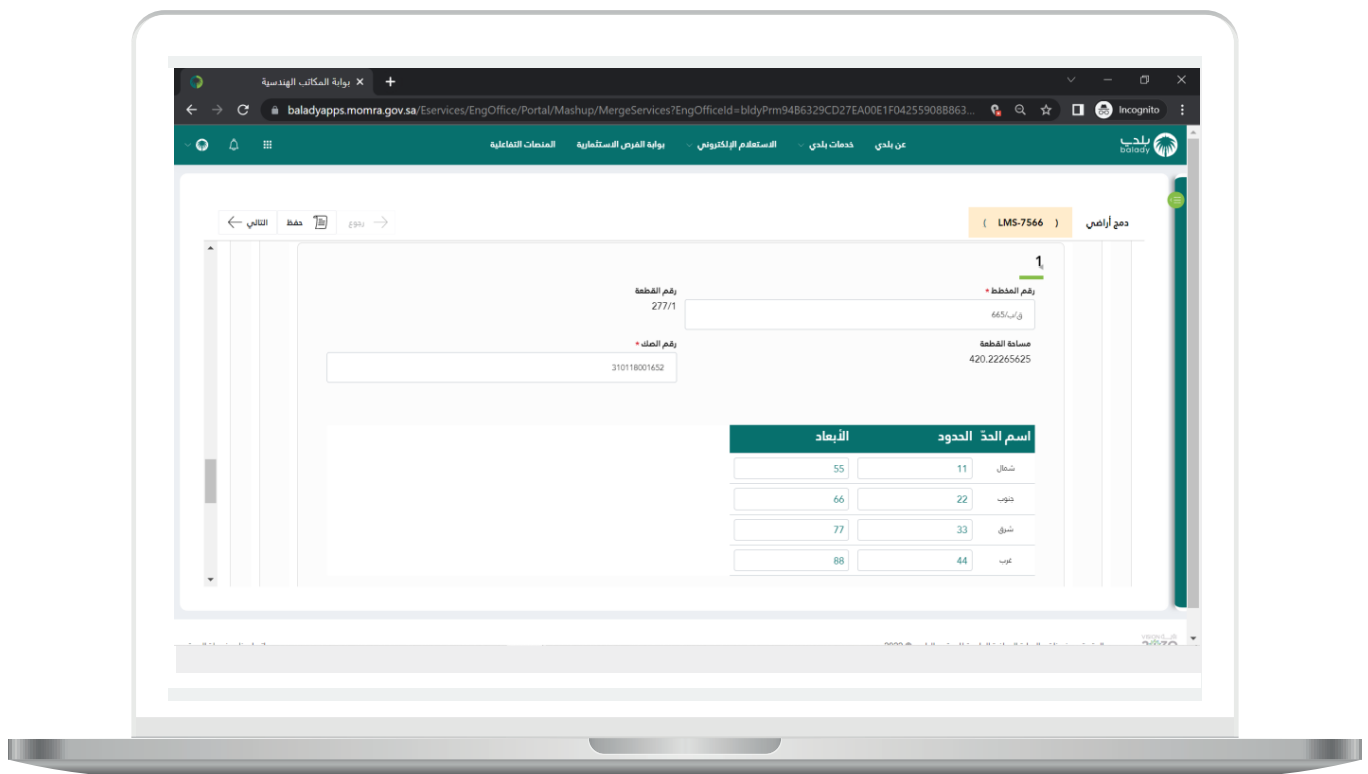 بوابة المكاتب الهندسية
baladyapps.momra.gov.sa/Eservices/EngOffice/Portal/Mashup/MergeServices?EngOfficeId=bldyPrm94B6329CD27EA00E1F04255908B863...
Incognito
بلدي
balady
عن بلدي خدمات بلدي الاستعلام الإلكتروني بوابة الفرص الاستثمارية المنصات التفاعلية
دمج أراضي ( LMS-7566 ) رجوع حفظ التالي
1
رقم المخطط * رقم القطعة
277/1
ق/ب/665
مساحة القطعة رقم الصك *
420.22265625
310118001652
اسم الحدّ الحدود الأبعاد
شمال 11 55
جنوب 22 66
شرق 33 77
غرب 44 88